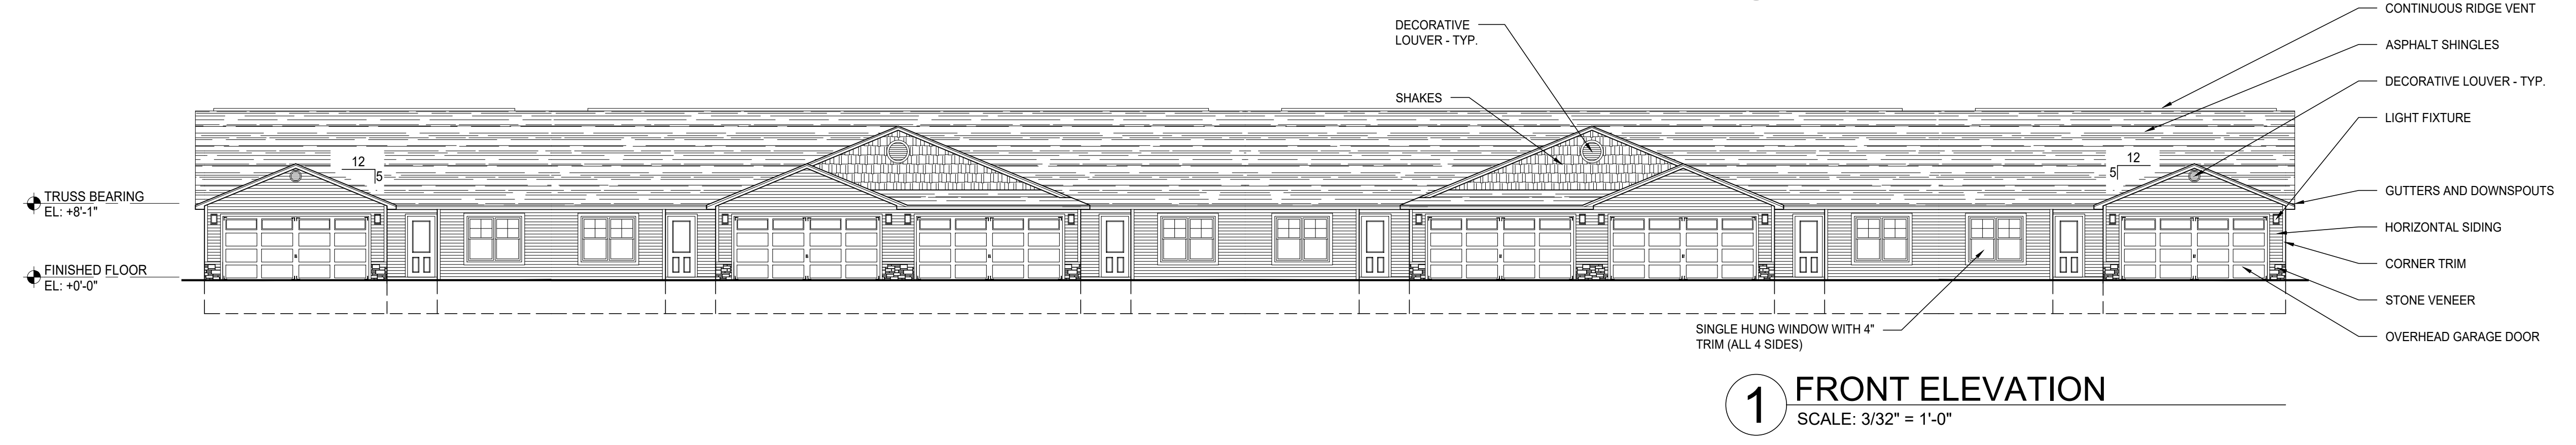 DECORATIVE
LOUVER - TYP.
SHAKES
CONTINUOUS RIDGE VENT
ASPHALT SHINGLES
DECORATIVE LOUVER - TYP.
LIGHT FIXTURE
12
5
12
5
TRUSS BEARING
EL: +8'-1"
GUTTERS AND DOWNSPOUTS
HORIZONTAL SIDING
CORNER TRIM
STONE VENEER
OVERHEAD GARAGE DOOR
FINISHED FLOOR
EL: +0'-0"
SINGLE HUNG WINDOW WITH 4"
TRIM (ALL 4 SIDES)
1
FRONT ELEVATION
SCALE: 3/32" = 1'-0"